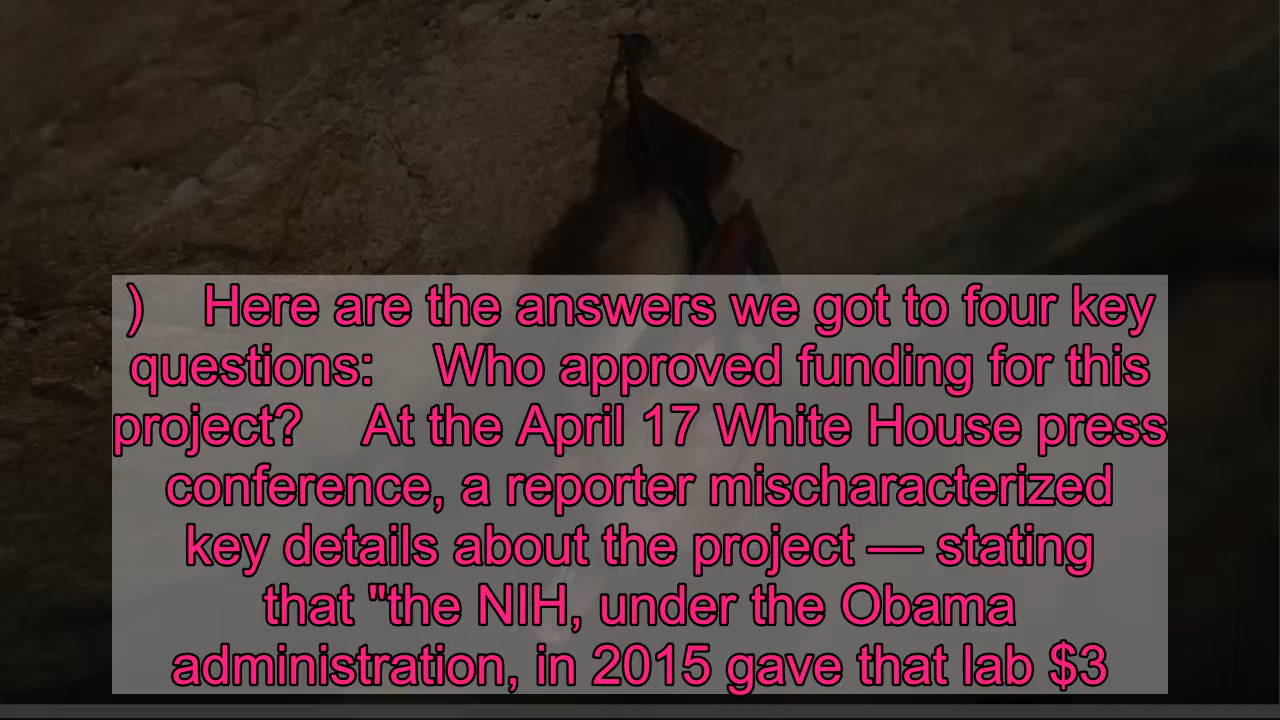 ) Here are the answers we got to four key
questions: Who approved funding for this
project? At the April 17 White House press
conference, a reporter mischaracterized
key details about the project — stating
that "the NIH, under the Obama
administration, in 2015 gave that lab $3